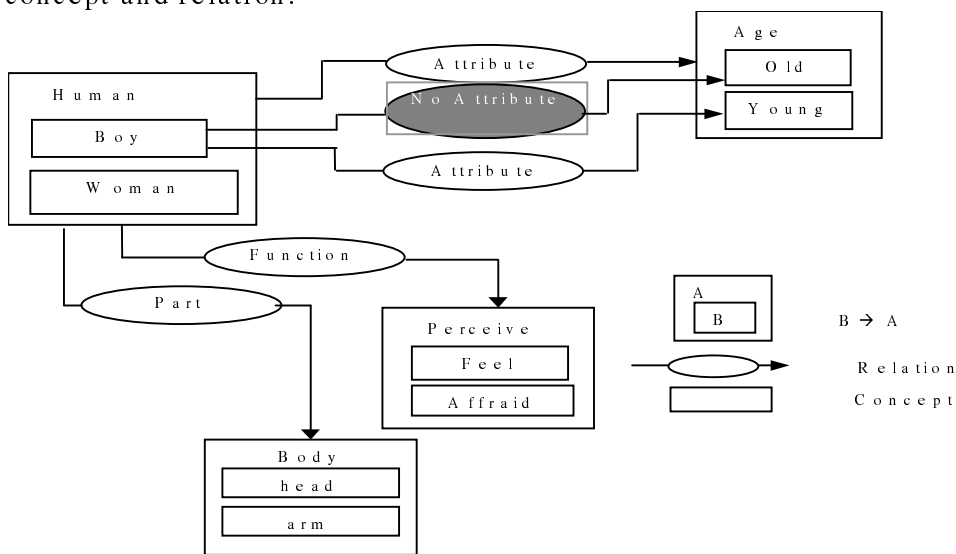 concept and relation.
Age
Attribute
Old
Human
No Attribute
Young
Boy
Attribute
Woman
Function
Part
A
B
B → A
Perceive
Feel
Relation
Affraid
Concept
Body
head
arm